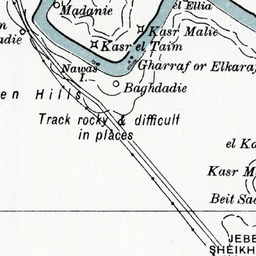 el Ellia
Madanie
Kasr Malie
adie
Kasr el Taim
Nawas
I.
Gharraf or Elkaraf
Baghdadie
en Hills
Track rocky & difficult
in places
el Ka
Kasr M
Beit Sa
JEBE
SHEIKH